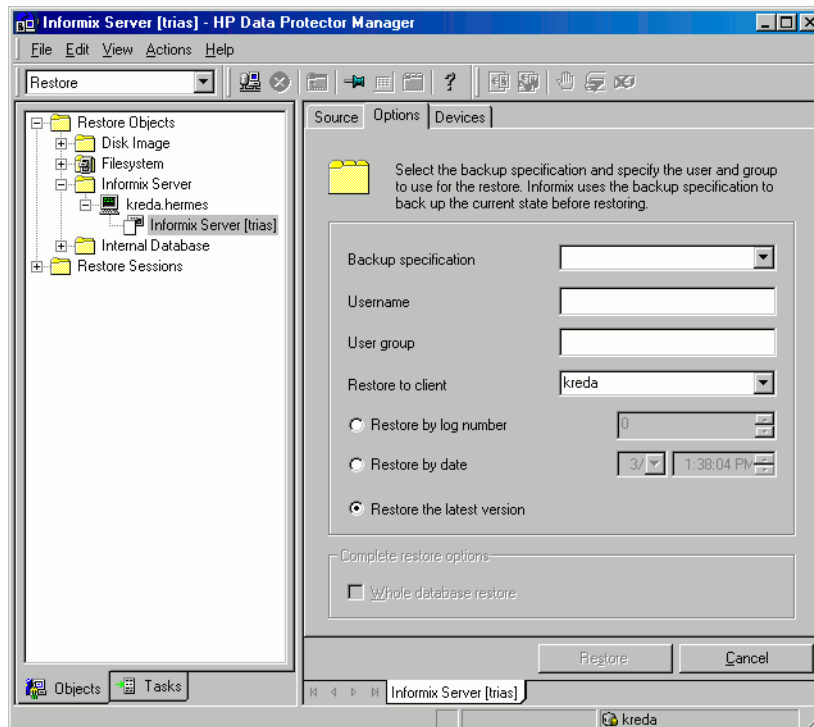 Informix Server [trias] - HP Data Protector Manager
File Edit View Actions Help
Restore
Source Options Devices
Restore Objects
Disk Image
Filesystem
Informix Server
kreda.hermes
Informix Server [trias]
Internal Database
Restore Sessions
Select the backup specification and specify the user and group
to use for the restore. Informix uses the backup specification to
back up the current state before restoring.
Backup specification
Username
User group
Restore to client kreda
Restore by log number 0
Restore by date 3/ 1:38:04 PM
Restore the latest version
Complete restore options
Whole database restore
Restore Cancel
Objects Tasks
Informix Server [trias]
kreda